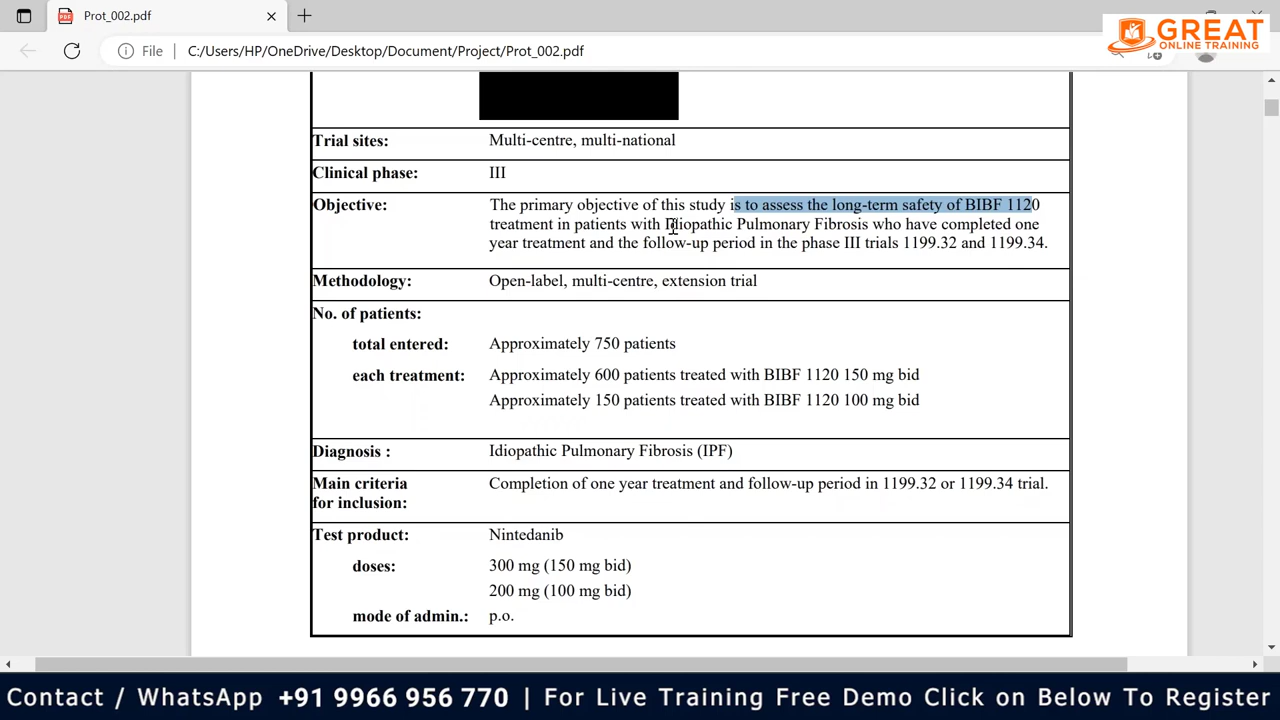 Prot_002.pdf
GREAT
ONLINE TRAINING
File C:/Users/HP/OneDrive/Desktop/Document/Project/Prot_002.pdf
Trial sites: Multi-centre, multi-national
Clinical phase: III
Objective: The primary objective of this study is to assess the long-term safety of BIBF 1120
treatment in patients with Idiopathic Pulmonary Fibrosis who have completed one
year treatment and the follow-up period in the phase III trials 1199.32 and 1199.34.
Methodology: Open-label, multi-centre, extension trial
No. of patients:
total entered: Approximately 750 patients
each treatment: Approximately 600 patients treated with BIBF 1120 150 mg bid
Approximately 150 patients treated with BIBF 1120 100 mg bid
Diagnosis : Idiopathic Pulmonary Fibrosis (IPF)
Main criteria Completion of one year treatment and follow-up period in 1199.32 or 1199.34 trial.
for inclusion:
Test product: Nintedanib
doses: 300 mg (150 mg bid)
200 mg (100 mg bid)
mode of admin.: p.o.
Contact / WhatsApp +91 9966 956 770 | For Live Training Free Demo Click on Below To Register